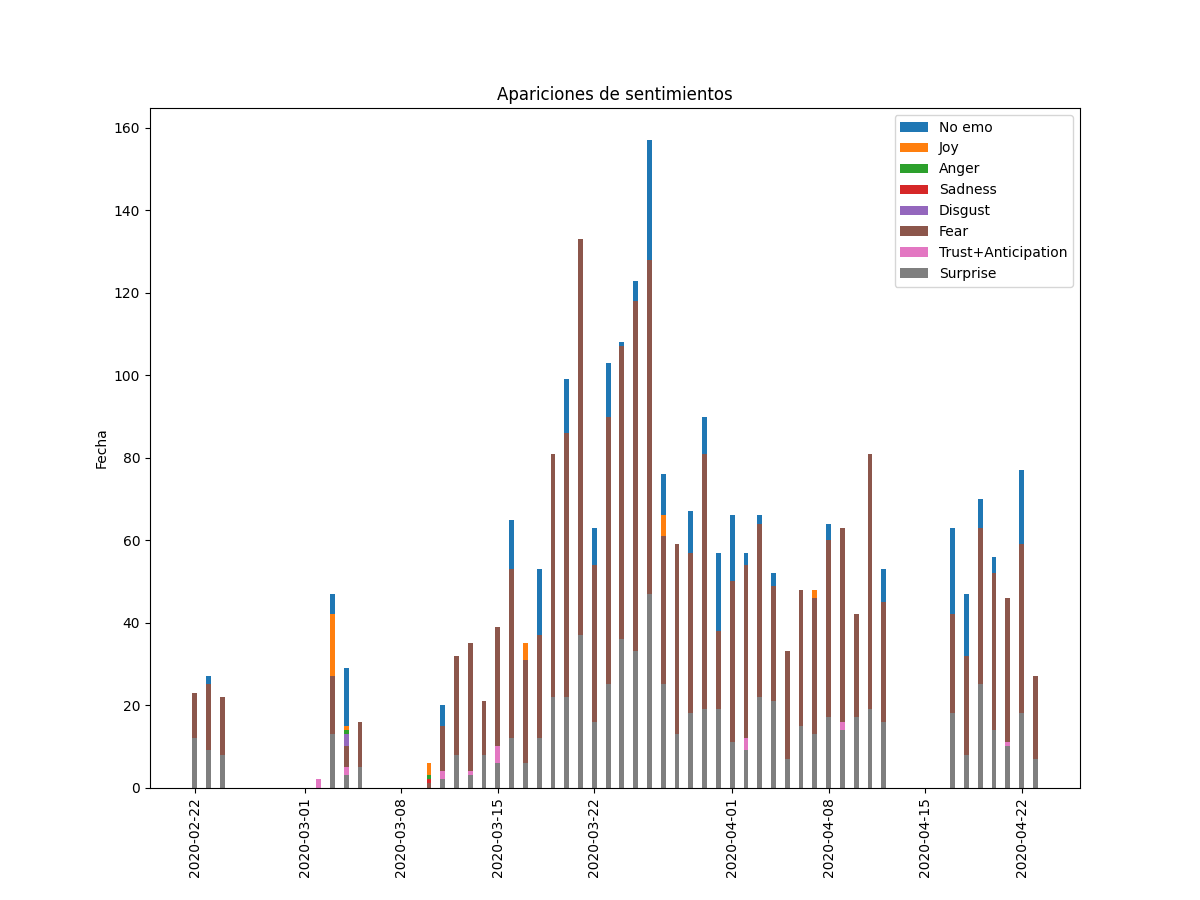 Apariciones de sentimientos
No emo
Joy
Anger
Sadness
Disgust
Fear
Trust+Anticipation
Surprise
Fecha
160
140
120
100
80
60
40
20
0
2020-02-22
2020-03-01
2020-03-08
2020-03-15
2020-03-22
2020-04-01
2020-04-08
2020-04-15
2020-04-22